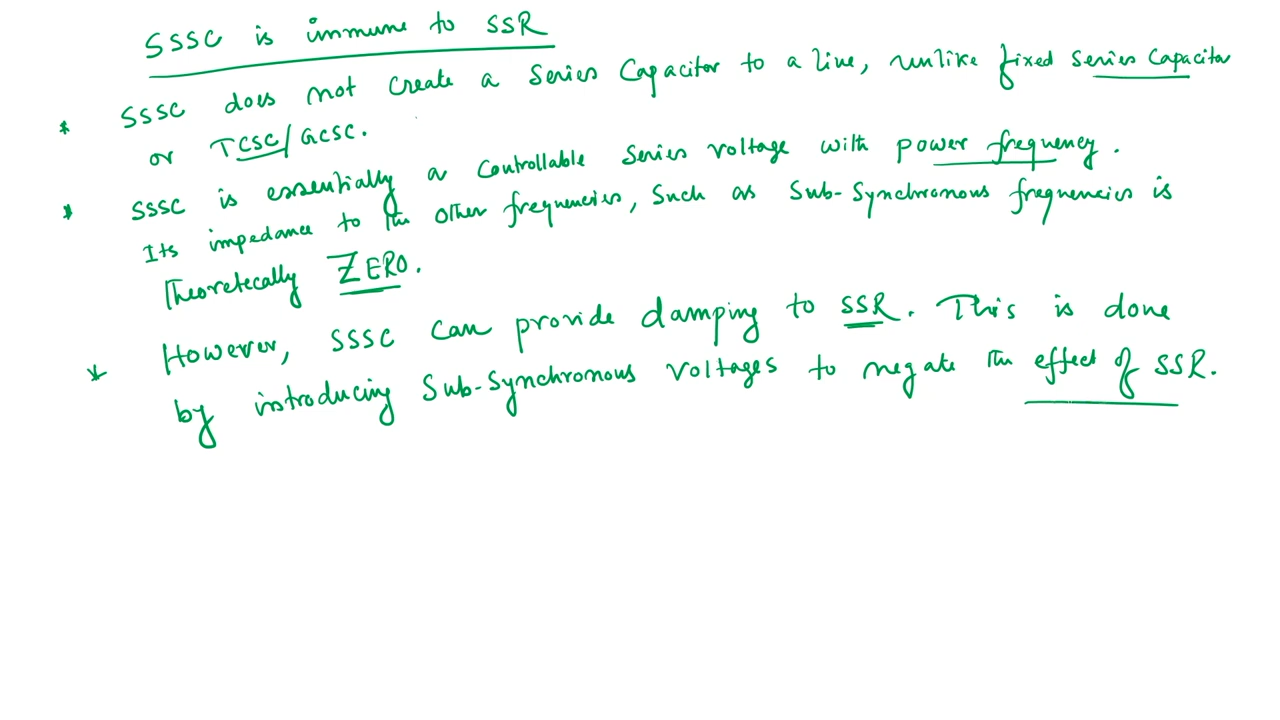 SSSC is immune to SSR
* SSSC does not create a series capacitor to a line, unlike fixed series capacitor
or TCSC/GCSC.
* SSSC is essentially a controllable series voltage with power frequency.
Its impedance to the other frequencies, such as sub-synchronous frequencies is
Theoretically ZERO.
* However, SSSC can provide damping to SSR. This is done
by introducing sub-synchronous voltages to negate the effect of SSR.